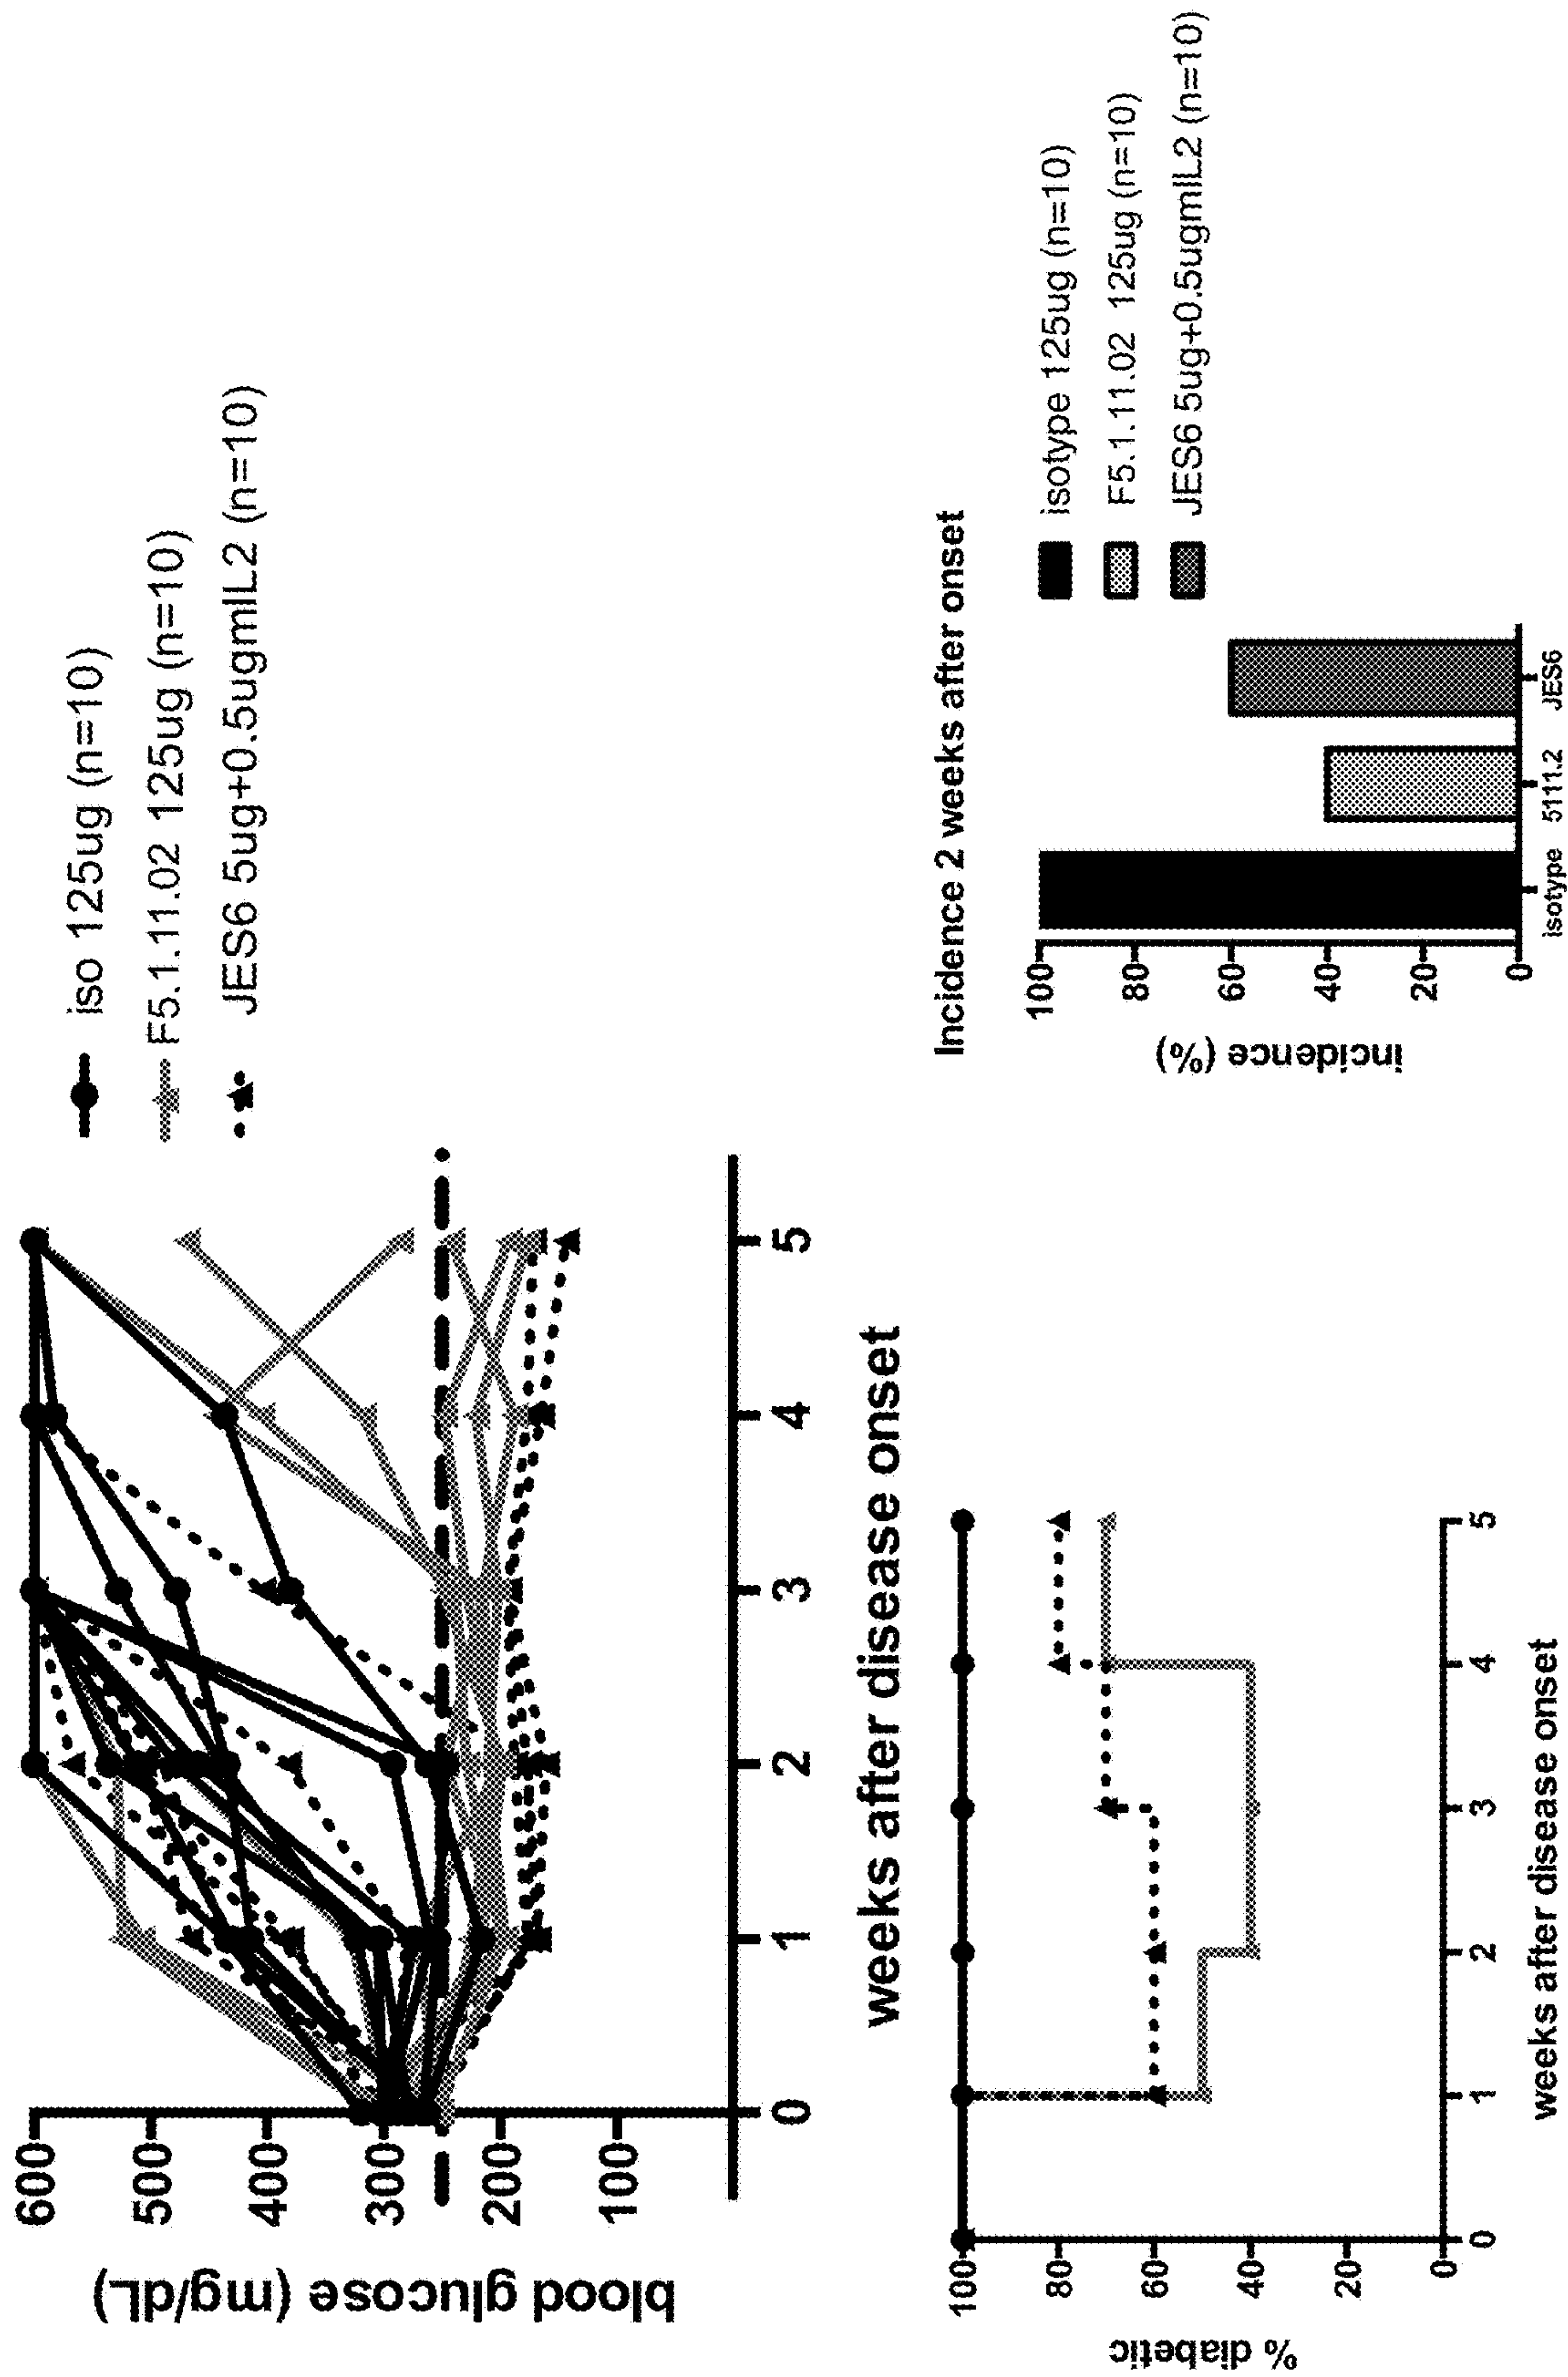 iso 125ug (n=10)
F5.1.11.02 125ug (n=10)
JES6 5ug+0.5ugmIL2 (n=10)
blood glucose (mg/dL)
600
500
400
300
200
100
0
1
2
3
4
5
weeks after disease onset
% diabetic
100
80
60
40
20
0
0
1
2
3
4
5
weeks after disease onset
Incidence 2 weeks after onset
incidence (%)
100
80
60
40
20
0
isotype
5111.2
JES6
isotype 125ug (n=10)
F5.1.11.02 125ug (n=10)
JES6 5ug+0.5ugmIL2 (n=10)